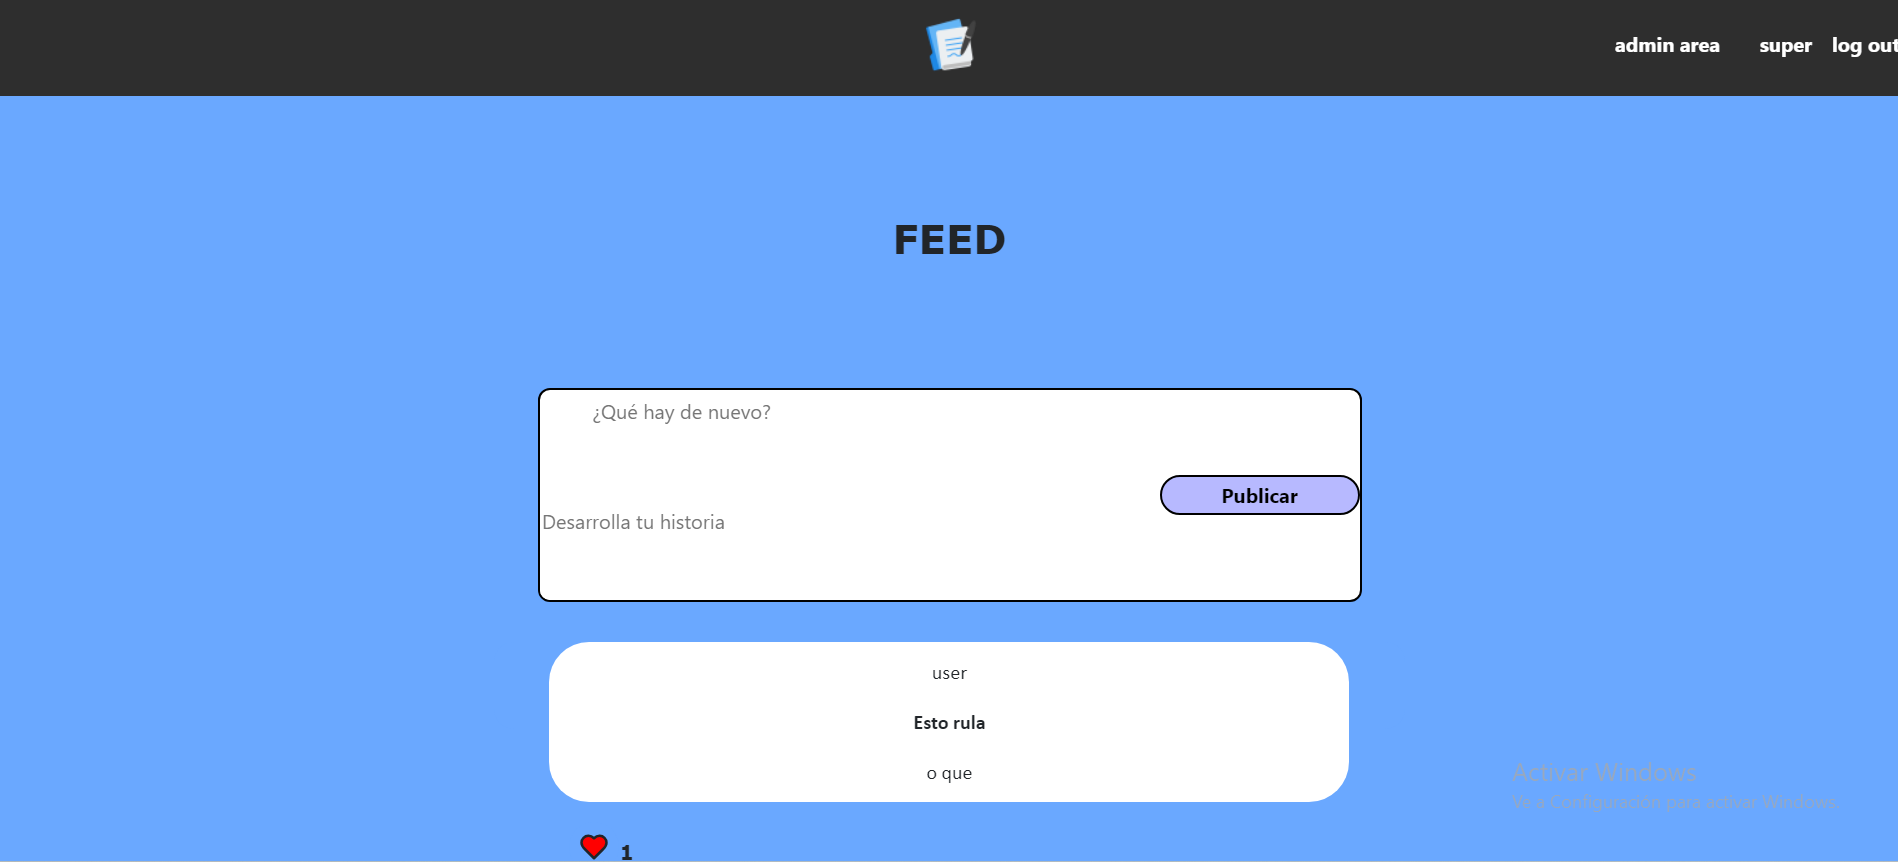 admin area super log out
FEED
¿Qué hay de nuevo?
Publicar
Desarrolla tu historia
user
Esto rula
o que
Activar Windows
Ve a Configuración para activar Windows.
1